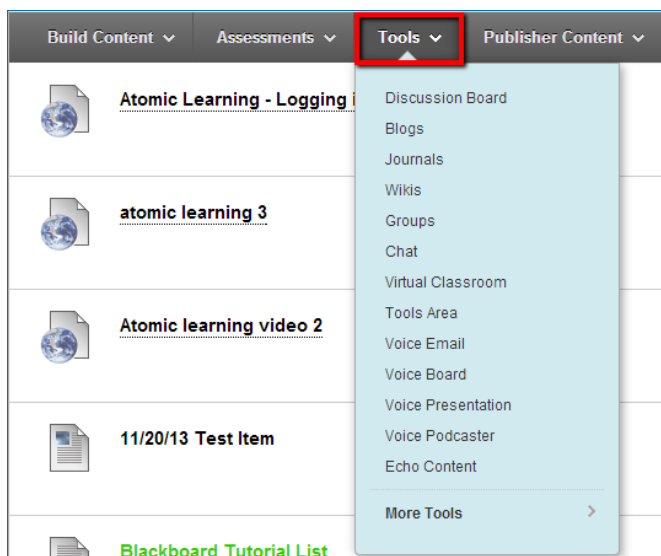 Build Content
Assessments
Tools
Publisher Content
Atomic Learning - Logging
atomic learning 3
Atomic learning video 2
11/20/13 Test Item
Blackboard Tutorial List
Discussion Board
Blogs
Journals
Wikis
Groups
Chat
Virtual Classroom
Tools Area
Voice Email
Voice Board
Voice Presentation
Voice Podcaster
Echo Content
More Tools